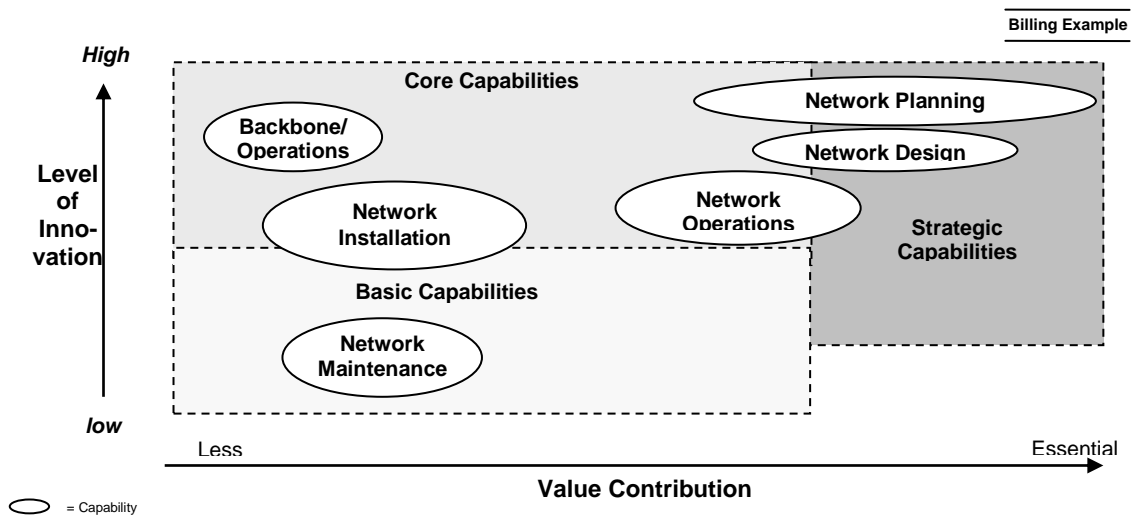 Billing Example
High
Core Capabilities
Network Planning
Backbone/
Operations
Network Design
Level
of
Inno-
vation
Network
Installation
Network
Operations
Strategic
Capabilities
Basic Capabilities
Network
Maintenance
low
Less
Essential
Value Contribution
= Capability